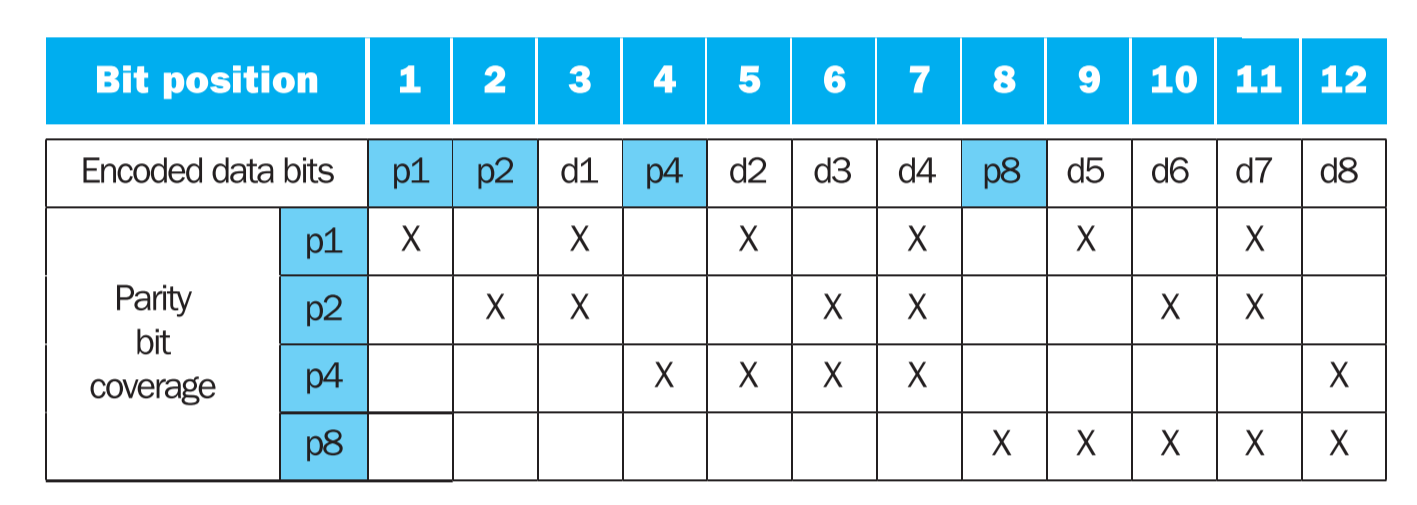 Bit position 1 2 3 4 5 6 7 8 9 10 11 12
Encoded data bits p1 p2 d1 p4 d2 d3 d4 p8 d5 d6 d7 d8
Parity
bit
coverage
p1 X X X X X X
p2 X X X X X X
p4 X X X X X
p8 X X X X X